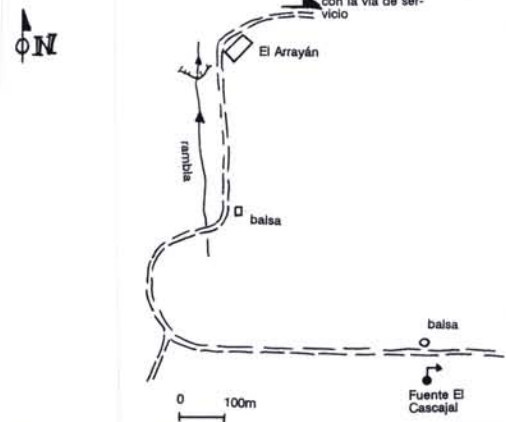 con la vía de ser-
vicio
N
El Arrayán
rambla
balsa
balsa
0 100m
Fuente El
Cascajal